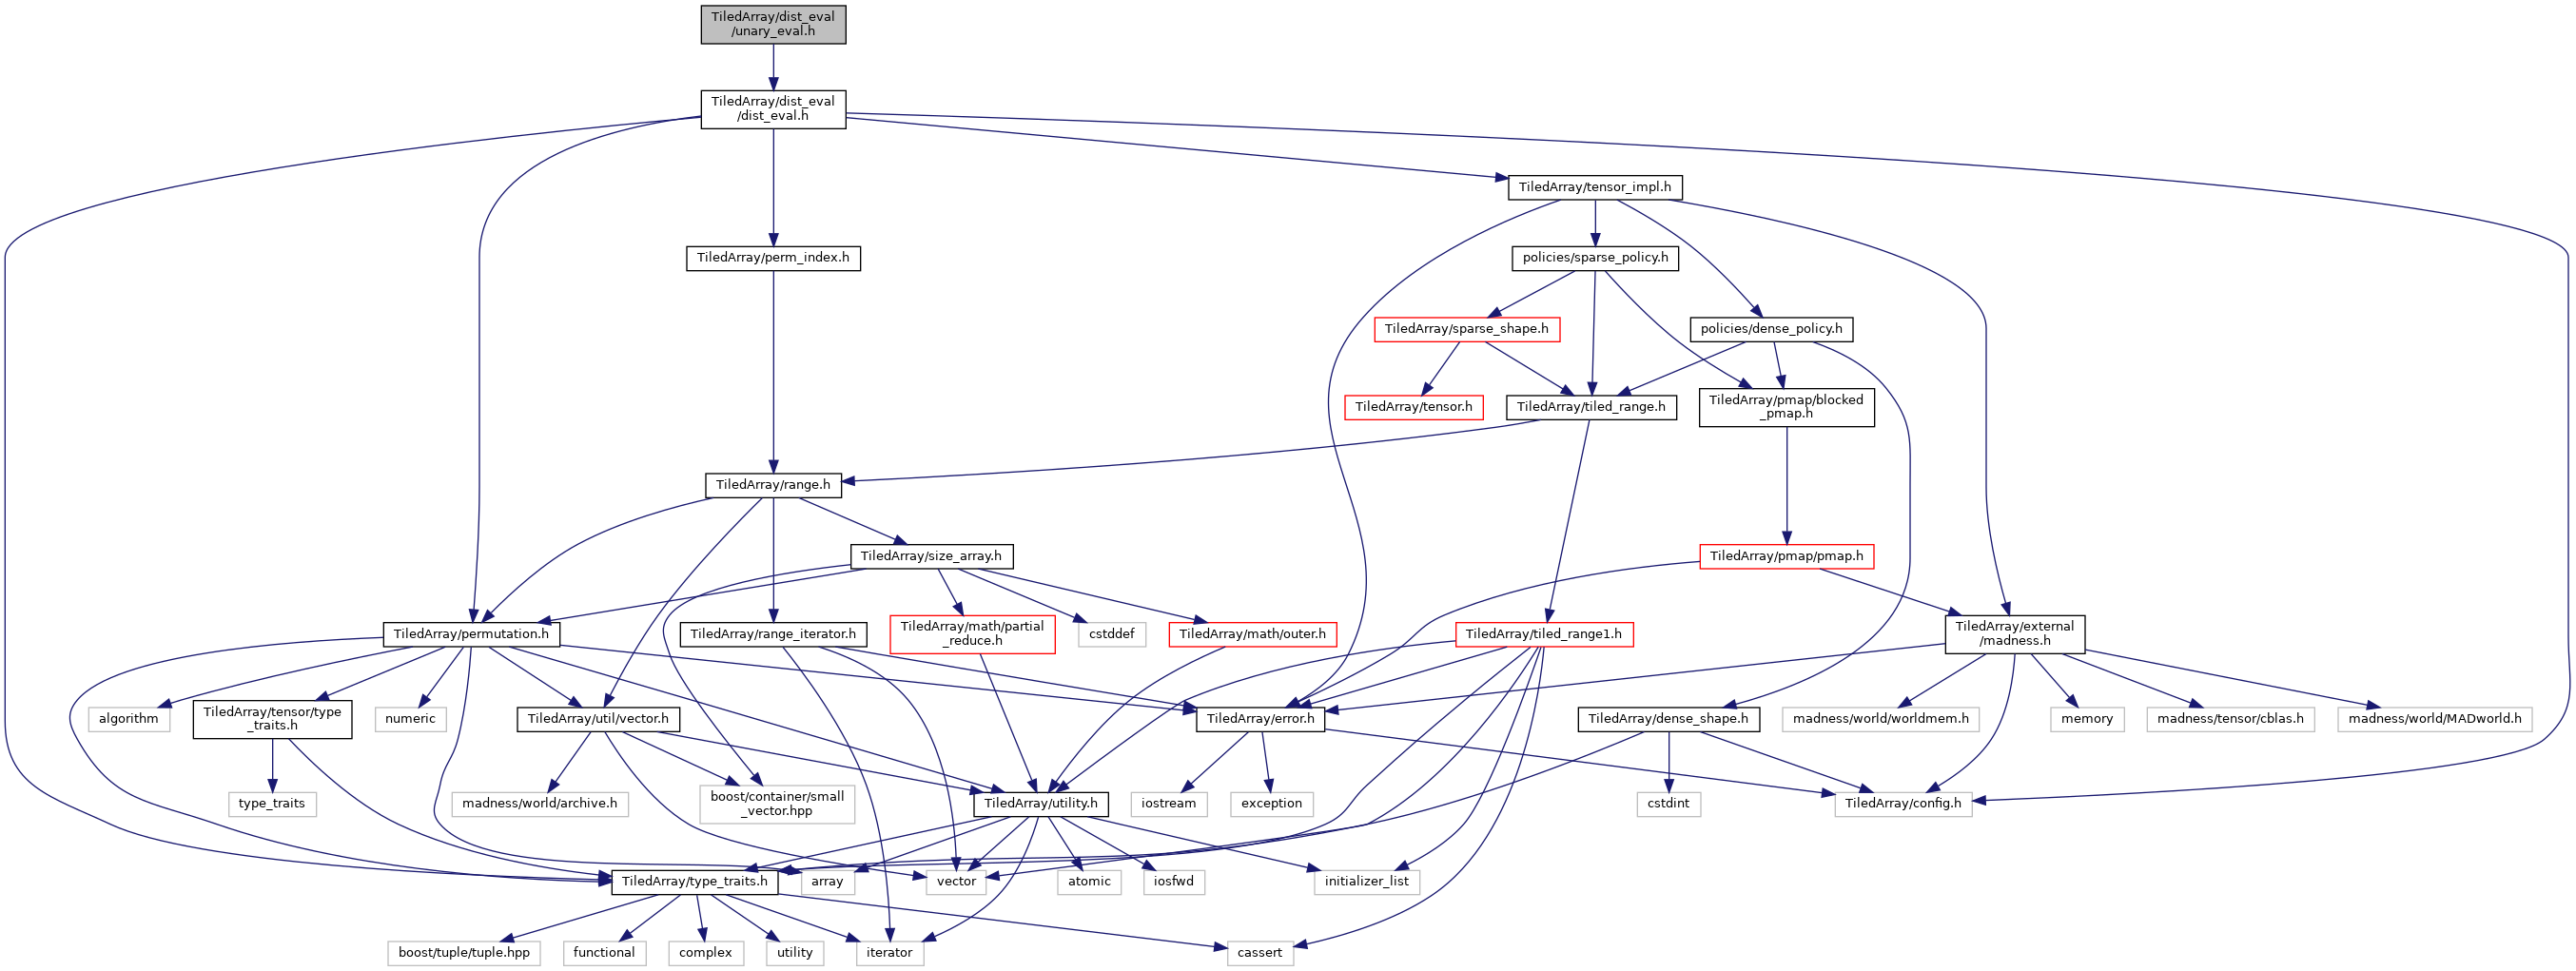 TiledArray/dist_eval
/unary_eval.h
TiledArray/dist_eval
/dist_eval.h
TiledArray/tensor_impl.h
TiledArray/perm_index.h
policies/sparse_policy.h
TiledArray/sparse_shape.h
policies/dense_policy.h
TiledArray/tensor.h
TiledArray/tiled_range.h
TiledArray/pmap/blocked
_pmap.h
TiledArray/range.h
TiledArray/size_array.h
TiledArray/pmap/pmap.h
TiledArray/permutation.h
TiledArray/range_iterator.h
TiledArray/math/partial
_reduce.h
cstddef
TiledArray/math/outer.h
TiledArray/tiled_range1.h
TiledArray/external
/madness.h
algorithm
TiledArray/tensor/type
_traits.h
numeric
TiledArray/util/vector.h
TiledArray/error.h
TiledArray/dense_shape.h
madness/world/worldmem.h
memory
madness/tensor/cblas.h
madness/world/MADworld.h
type_traits
madness/world/archive.h
boost/container/small
_vector.hpp
TiledArray/utility.h
iostream
exception
cstdint
TiledArray/config.h
TiledArray/type_traits.h
array
vector
atomic
iosfwd
initializer_list
boost/tuple/tuple.hpp
functional
complex
utility
iterator
cassert